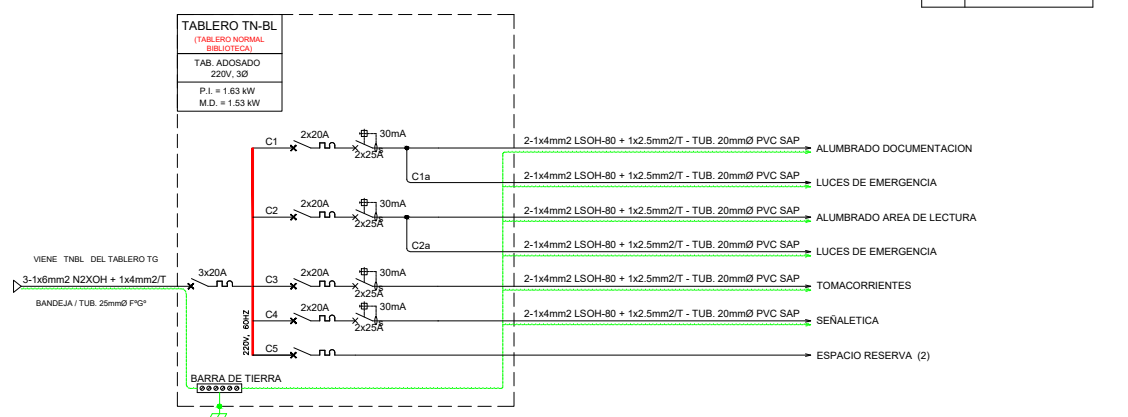 TABLERO TN-BL
(TABLERO NORMAL
BIBLIOTECA)
TAB. ADOSADO
220V, 3Ø
P.I. = 1.63 kW
M.D. = 1.53 kW
C1
2x20A
30mA
2x25A
2-1x4mm2 LSOH-80 + 1x2.5mm2/T - TUB. 20mmØ PVC SAP
ALUMBRADO DOCUMENTACION
C1a
2-1x4mm2 LSOH-80 + 1x2.5mm2/T - TUB. 20mmØ PVC SAP
LUCES DE EMERGENCIA
C2
2x20A
30mA
2x25A
2-1x4mm2 LSOH-80 + 1x2.5mm2/T - TUB. 20mmØ PVC SAP
ALUMBRADO AREA DE LECTURA
C2a
2-1x4mm2 LSOH-80 + 1x2.5mm2/T - TUB. 20mmØ PVC SAP
LUCES DE EMERGENCIA
VIENE TNBL DEL TABLERO TG
3-1x6mm2 N2XOH + 1x4mm2/T
BANDEJA / TUB. 25mmØ FºGº
3x20A
220V, 60HZ
C3
2x20A
30mA
2x25A
2-1x4mm2 LSOH-80 + 1x2.5mm2/T - TUB. 20mmØ PVC SAP
TOMACORRIENTES
C4
2x20A
30mA
2x25A
2-1x4mm2 LSOH-80 + 1x2.5mm2/T - TUB. 20mmØ PVC SAP
SEÑALETICA
C5
ESPACIO RESERVA (2)
BARRA DE TIERRA